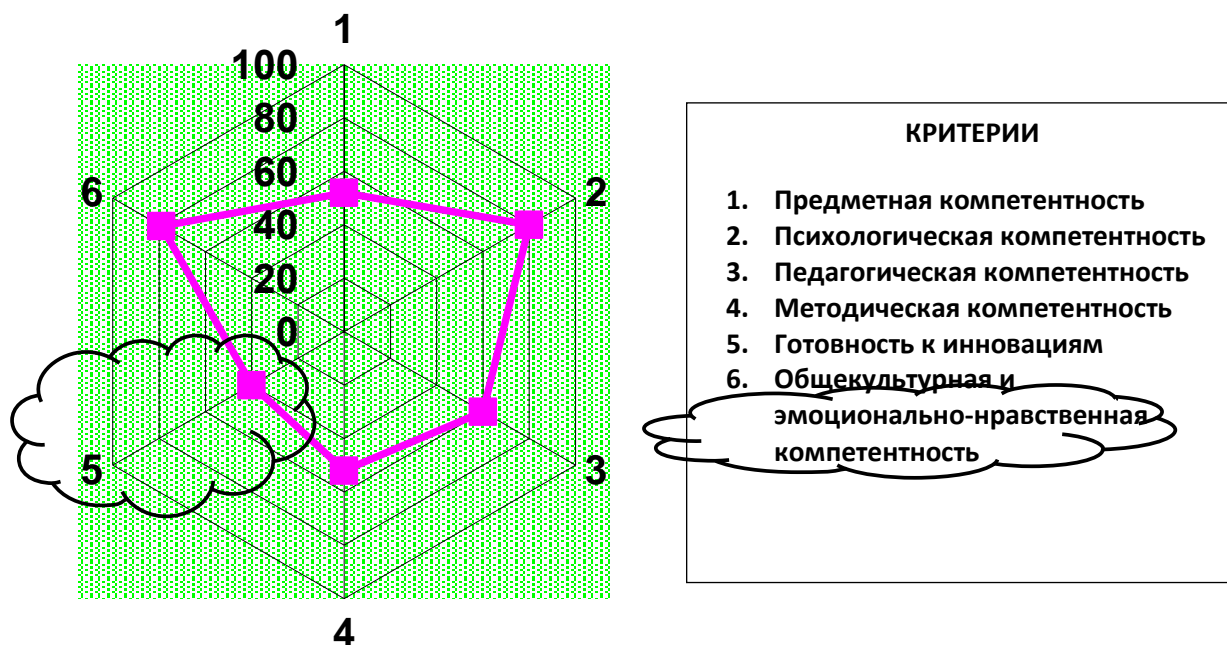 1
100
80
60
40
20
0
6
2
5
3
4
КРИТЕРИИ
1. Предметная компетентность
2. Психологическая компетентность
3. Педагогическая компетентность
4. Методическая компетентность
5. Готовность к инновациям
6. Общекультурная и
эмоционально-нравственная
компетентность